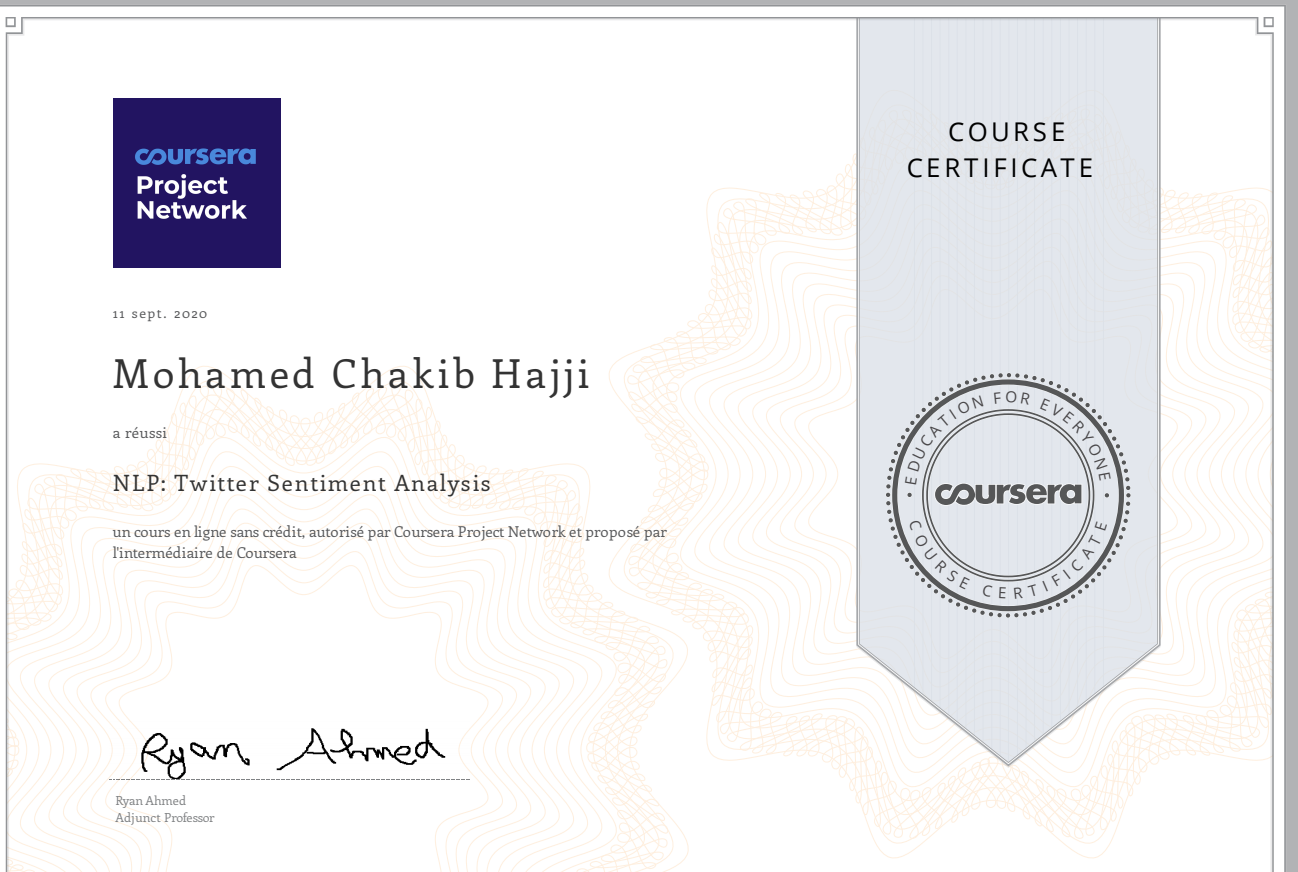 COURSE
CERTIFICATE
coursera
Project
Network
11 sept. 2020
Mohamed Chakib Hajji
a réussi
NLP: Twitter Sentiment Analysis
un cours en ligne sans crédit, autorisé par Coursera Project Network et proposé par
l'intermédiaire de Coursera
EDUCATION FOR EVERYONE
coursera
COURSE CERTIFICATE
Ryan Ahmed
Ryan Ahmed
Adjunct Professor